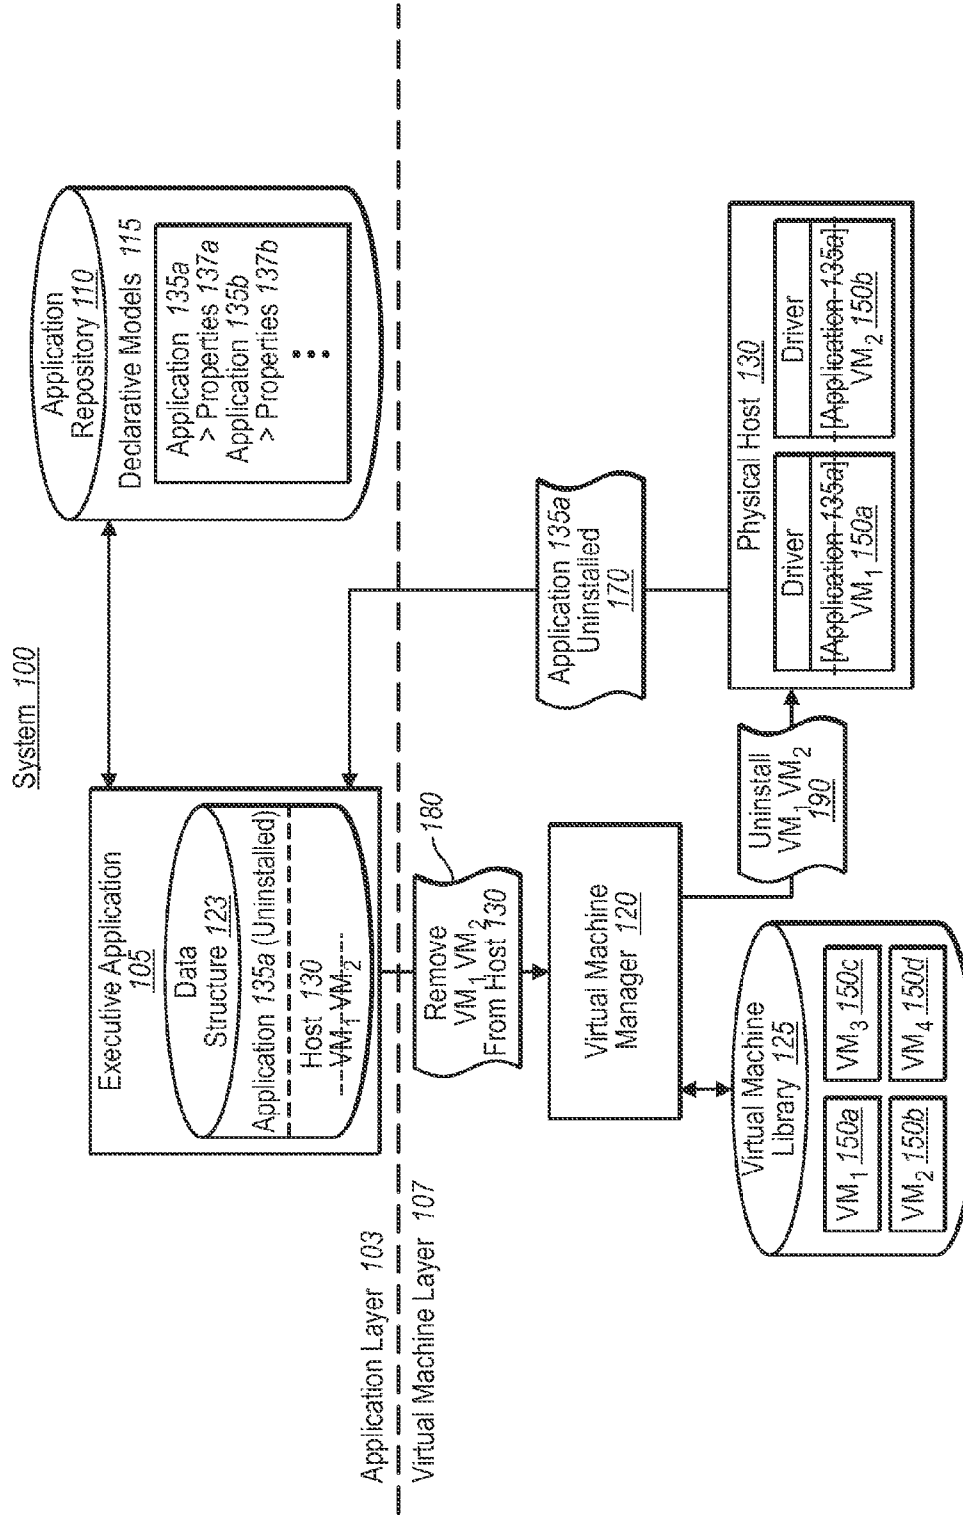 System 100
Executive Application
105
Data
Structure 123
Application 135a (Uninstalled)
Host 130
VM1 VM2
Application
Repository 110
Declarative Models 115
Application 135a
> Properties 137a
Application 135b
> Properties 137b
Application Layer 103
Virtual Machine Layer 107
180
Remove
VM1 VM2
From Host 130
Application 135a
Uninstalled
170
Virtual Machine
Manager 120
Uninstall
VM1 VM2
190
Virtual Machine
Library 125
VM1 150a
VM3 150c
VM2 150b
VM4 150d
Physical Host 130
Driver
[Application 135a]
VM1 150a
Driver
[Application 135a]
VM2 150b